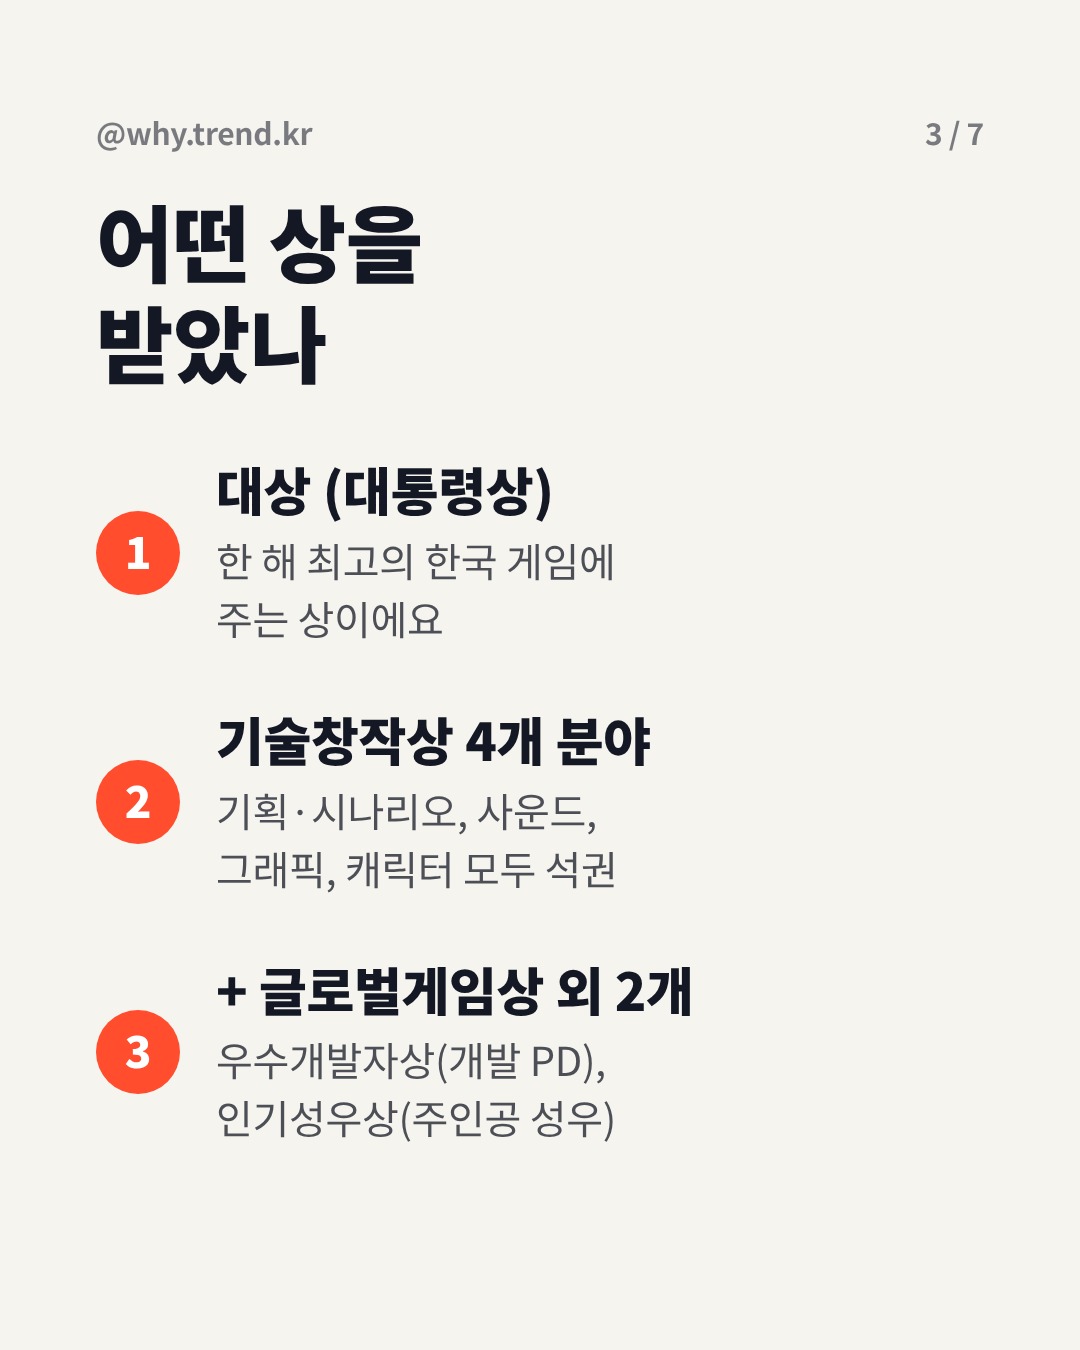 @why.trend.kr
3 / 7
어떤 상을
받았나
1
대상 (대통령상)
한 해 최고의 한국 게임에
주는 상이에요
2
기술창작상 4개 분야
기획·시나리오, 사운드,
그래픽, 캐릭터 모두 석권
3
+ 글로벌게임상 외 2개
우수개발자상(개발 PD),
인기성우상(주인공 성우)